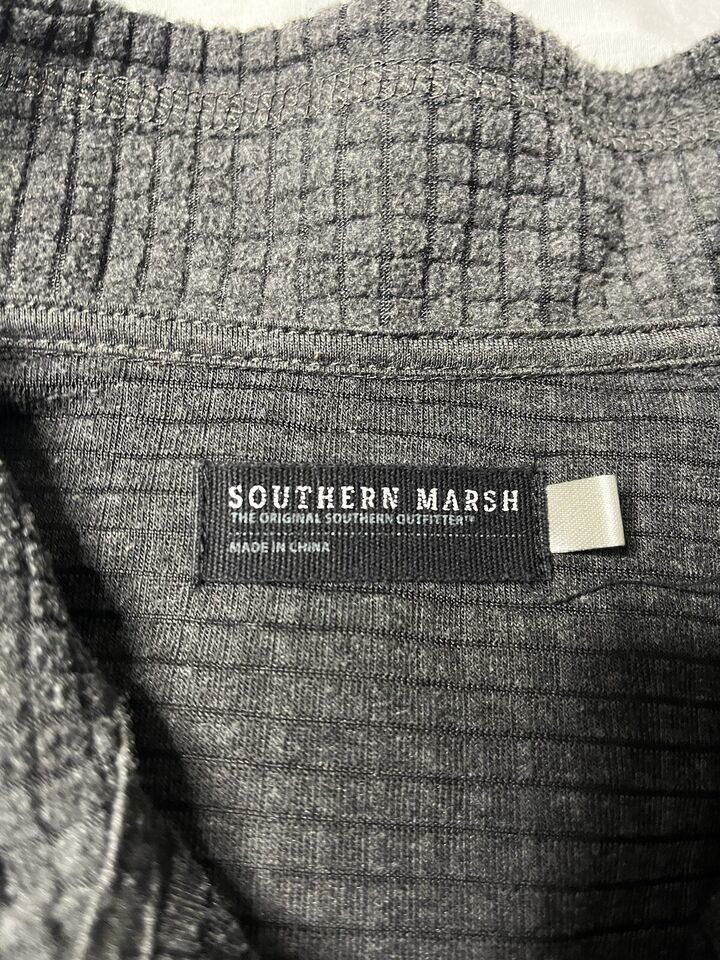 SOUTHERN MARSH
THE ORIGINAL SOUTHERN OUTFITTER™
MADE IN CHINA